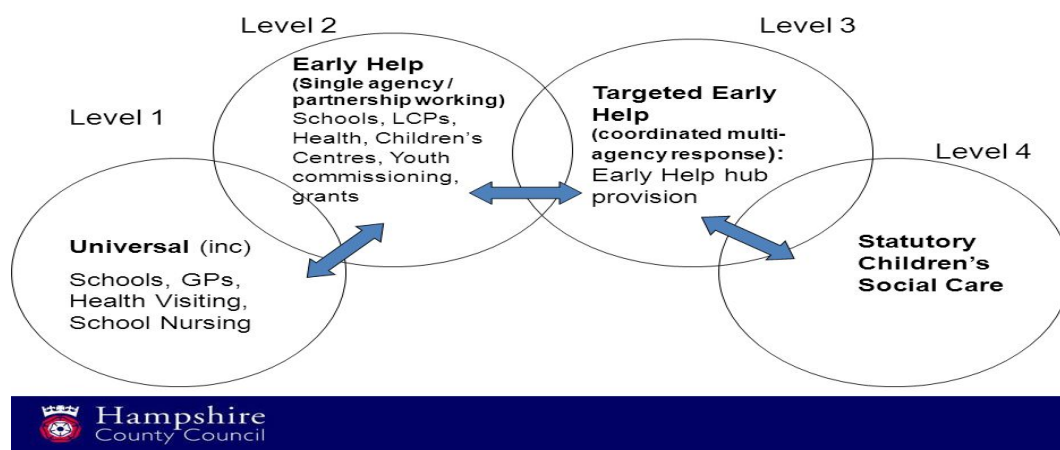 Level 1
Universal (inc)
Schools, GPs,
Health Visiting,
School Nursing
Level 2
Early Help
(Single agency /
partnership working)
Schools, LCPs,
Health, Children’s
Centres, Youth
commissioning,
grants
Level 3
Targeted Early
Help
(coordinated multi-
agency response):
Early Help hub
provision
Level 4
Statutory
Children’s
Social Care
Hampshire
County Council